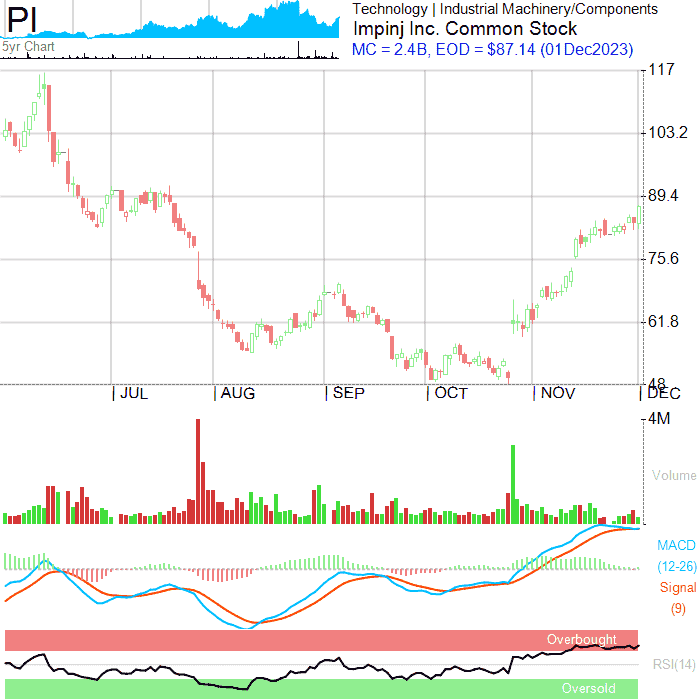 PI
5yr Chart
Technology | Industrial Machinery/Components
Impinj Inc. Common Stock
MC = 2.4B, EOD = $87.14 (01Dec2023)
117
103.2
89.4
75.6
61.8
48
JUL AUG SEP OCT NOV DEC
4M
Volume
MACD
(12-26)
Signal
(9)
Overbought
RSI(14)
Oversold